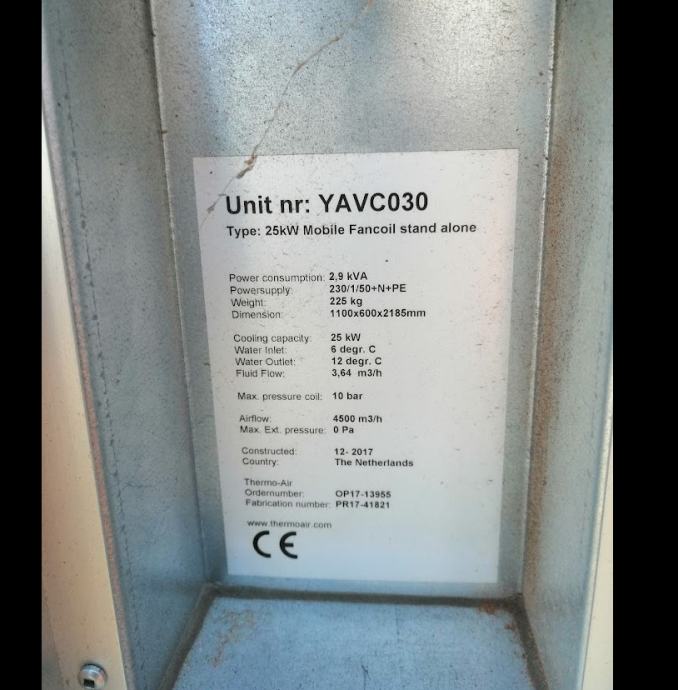 Unit nr: YAVC030
Type: 25kW Mobile Fancoil stand alone
Power consumption: 2,9 kVA
Powersupply: 230/1/50+N+PE
Weight: 225 kg
Dimension: 1100x600x2185mm
Cooling capacity: 25 kW
Water Inlet: 6 degr. C
Water Outlet: 12 degr. C
Fluid Flow: 3,64 m3/h
Max. pressure coil: 10 bar
Airflow: 4500 m3/h
Max. Ext. pressure: 0 Pa
Constructed: 12- 2017
Country: The Netherlands
Thermo-Air
Ordernumber: OP17-13955
Fabrication number: PR17-41821
www.thermoair.com
CE